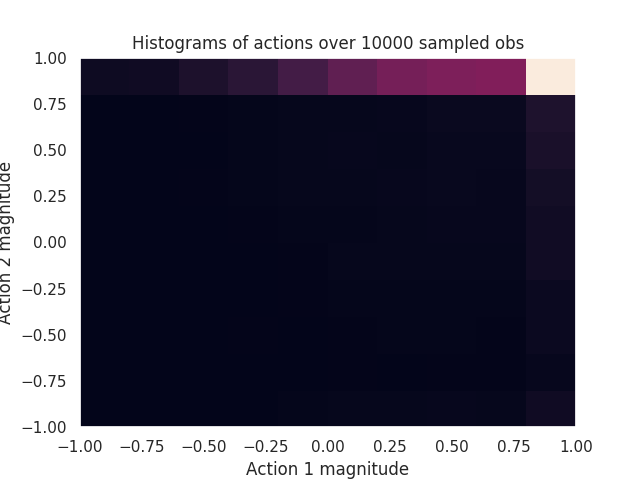 Histograms of actions over 10000 sampled obs
Action 2 magnitude
1.00
0.75
0.50
0.25
0.00
−0.25
−0.50
−0.75
−1.00
−1.00 −0.75 −0.50 −0.25 0.00 0.25 0.50 0.75 1.00
Action 1 magnitude